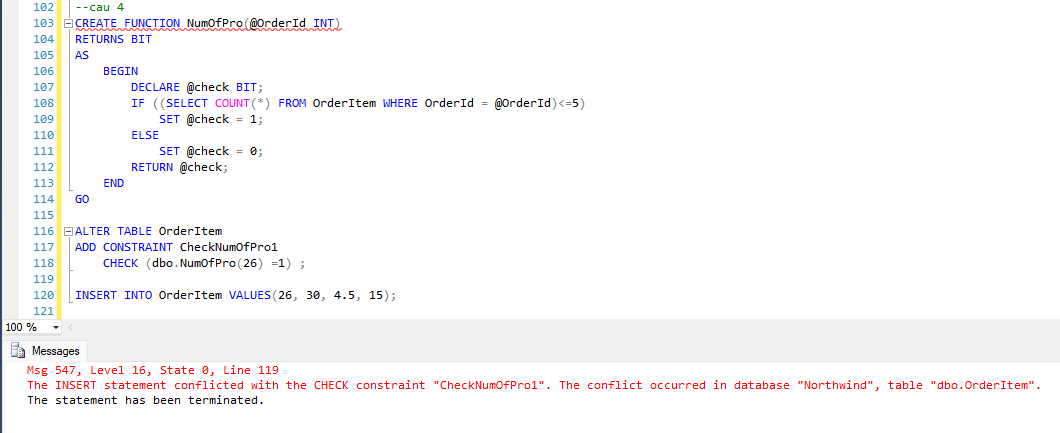 102 --cau 4
103 CREATE FUNCTION NumOfPro(@OrderId INT)
104 RETURNS BIT
105 AS
106 BEGIN
107 DECLARE @check BIT;
108 IF ((SELECT COUNT(*) FROM OrderItem WHERE OrderId = @OrderId)<=5)
109 SET @check = 1;
110 ELSE
111 SET @check = 0;
112 RETURN @check;
113 END
114 GO
115
116 ALTER TABLE OrderItem
117 ADD CONSTRAINT CheckNumOfPro1
118 CHECK (dbo.NumOfPro(26) =1) ;
119
120 INSERT INTO OrderItem VALUES(26, 30, 4.5, 15);
121
100 %
Messages
Msg 547, Level 16, State 0, Line 119
The INSERT statement conflicted with the CHECK constraint "CheckNumOfPro1". The conflict occurred in database "Northwind", table "dbo.OrderItem".
The statement has been terminated.